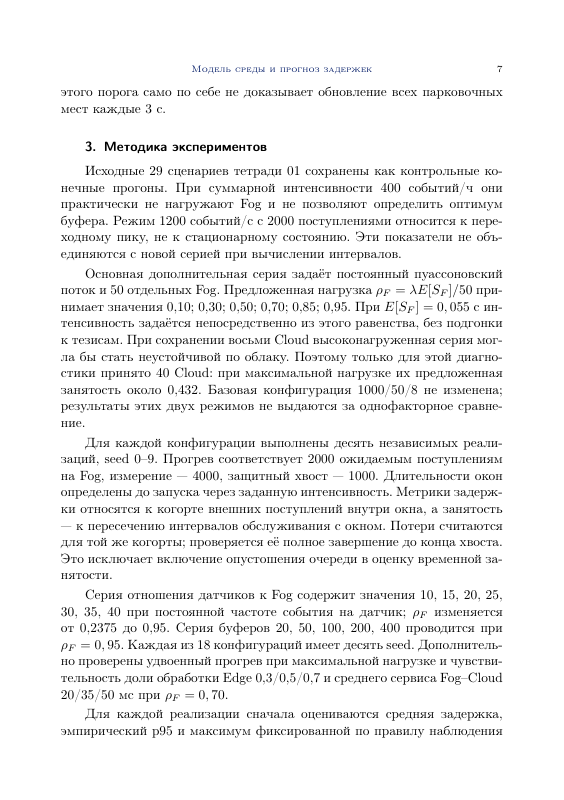 Модель среды и прогноз задержек 7
этого порога само по себе не доказывает обновление всех парковочных
мест каждые 3 с.
3. Методика экспериментов
Исходные 29 сценариев тетради 01 сохранены как контрольные ко-
нечные прогоны. При суммарной интенсивности 400 событий/ч они
практически не нагружают Fog и не позволяют определить оптимум
буфера. Режим 1200 событий/с с 2000 поступлениями относится к пере-
ходному пику, не к стационарному состоянию. Эти показатели не объ-
единяются с новой серией при вычислении интервалов.
Основная дополнительная серия задаёт постоянный пуассоновский
поток и 50 отдельных Fog. Предложенная нагрузка ρ_F = λE[S_F]/50 при-
нимает значения 0,10; 0,30; 0,50; 0,70; 0,85; 0,95. При E[S_F] = 0, 055 с ин-
тенсивность задаётся непосредственно из этого равенства, без подгонки
к тезисам. При сохранении восьми Cloud высоконагруженная серия мог-
ла бы стать неустойчивой по облаку. Поэтому только для этой диагно-
стики принято 40 Cloud: при максимальной нагрузке их предложенная
занятость около 0,432. Базовая конфигурация 1000/50/8 не изменена;
результаты этих двух режимов не выдаются за однофакторное сравне-
ние.
Для каждой конфигурации выполнены десять независимых реали-
заций, seed 0–9. Прогрев соответствует 2000 ожидаемым поступлениям
на Fog, измерение — 4000, защитный хвост — 1000. Длительности окон
определены до запуска через заданную интенсивность. Метрики задерж-
ки относятся к когорте внешних поступлений внутри окна, а занятость
— к пересечению интервалов обслуживания с окном. Потери считаются
для той же когорты; проверяется её полное завершение до конца хвоста.
Это исключает включение опустошения очереди в оценку временной за-
нятости.
Серия отношения датчиков к Fog содержит значения 10, 15, 20, 25,
30, 35, 40 при постоянной частоте события на датчик; ρ_F изменяется
от 0,2375 до 0,95. Серия буферов 20, 50, 100, 200, 400 проводится при
ρ_F = 0, 95. Каждая из 18 конфигураций имеет десять seed. Дополнитель-
но проверены удвоенный прогрев при максимальной нагрузке и чувстви-
тельность доли обработки Edge 0,3/0,5/0,7 и среднего сервиса Fog–Cloud
20/35/50 мс при ρ_F = 0, 70.
Для каждой реализации сначала оцениваются средняя задержка,
эмпирический p95 и максимум фиксированной по правилу наблюдения